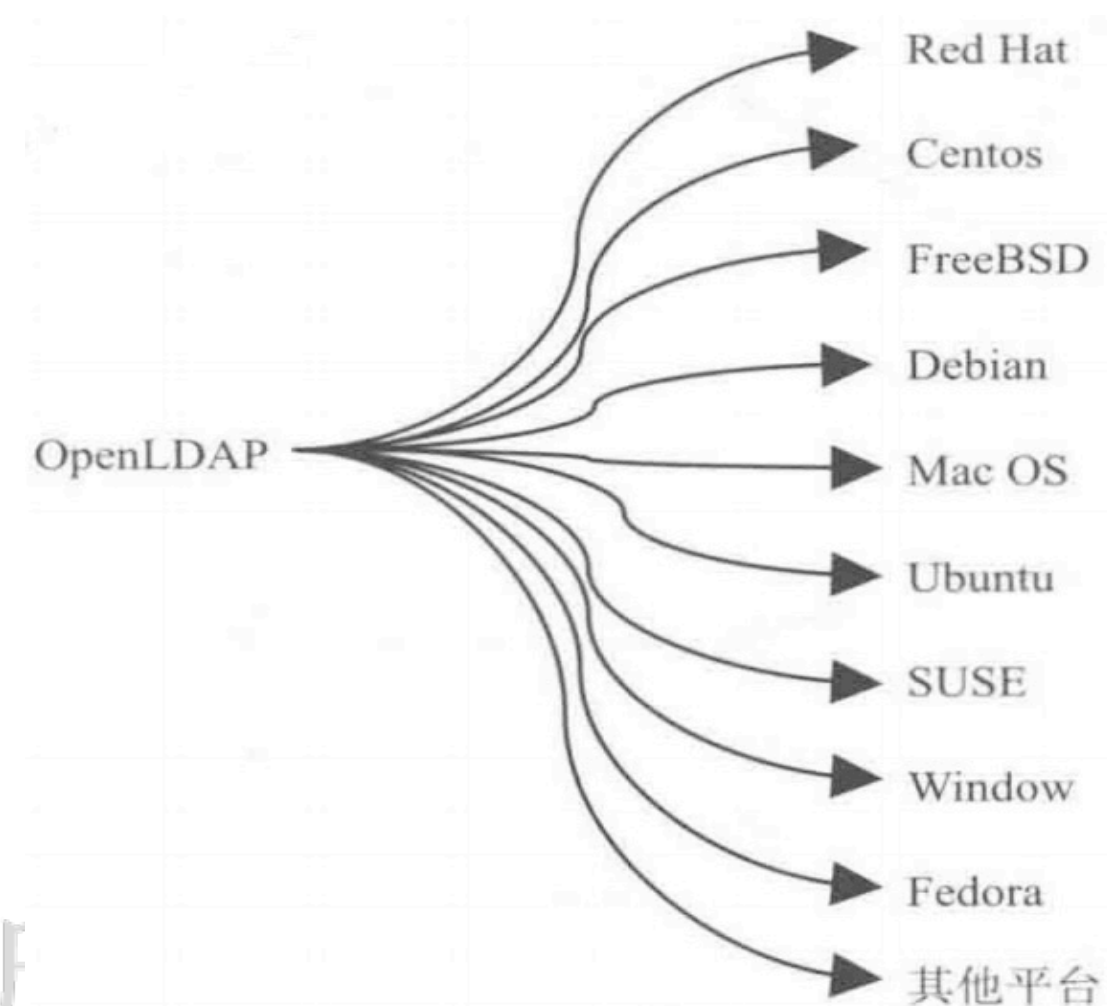 Red Hat
Centos
FreeBSD
Debian
OpenLDAP
Mac OS
Ubuntu
SUSE
Window
Fedora
其他平台